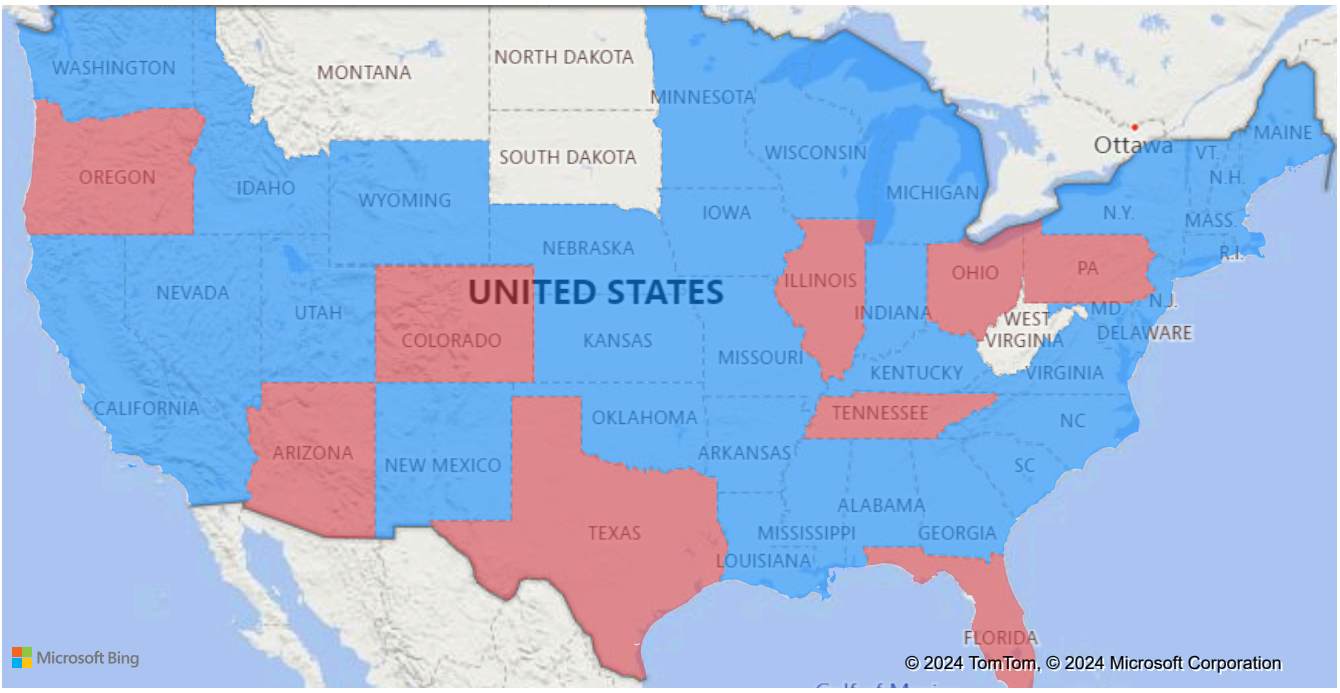 WASHINGTON
MONTANA
NORTH DAKOTA
MINNESOTA
SOUTH DAKOTA
WISCONSIN
MICHIGAN
Ottawa
VT.
MAINE
N.H.
OREGON
IDAHO
WYOMING
IOWA
N.Y.
MASS.
R.I.
NEBRASKA
NEVADA
UTAH
UNITED STATES
ILLINOIS
OHIO
PA
INDIANA
WEST
VIRGINIA
MD.
N.J.
DELAWARE
COLORADO
KANSAS
MISSOURI
KENTUCKY
VIRGINIA
CALIFORNIA
ARIZONA
NEW MEXICO
OKLAHOMA
ARKANSAS
TENNESSEE
NC
SC
TEXAS
LOUISIANA
MISSISSIPPI
ALABAMA
GEORGIA
FLORIDA
Microsoft Bing
© 2024 TomTom, © 2024 Microsoft Corporation